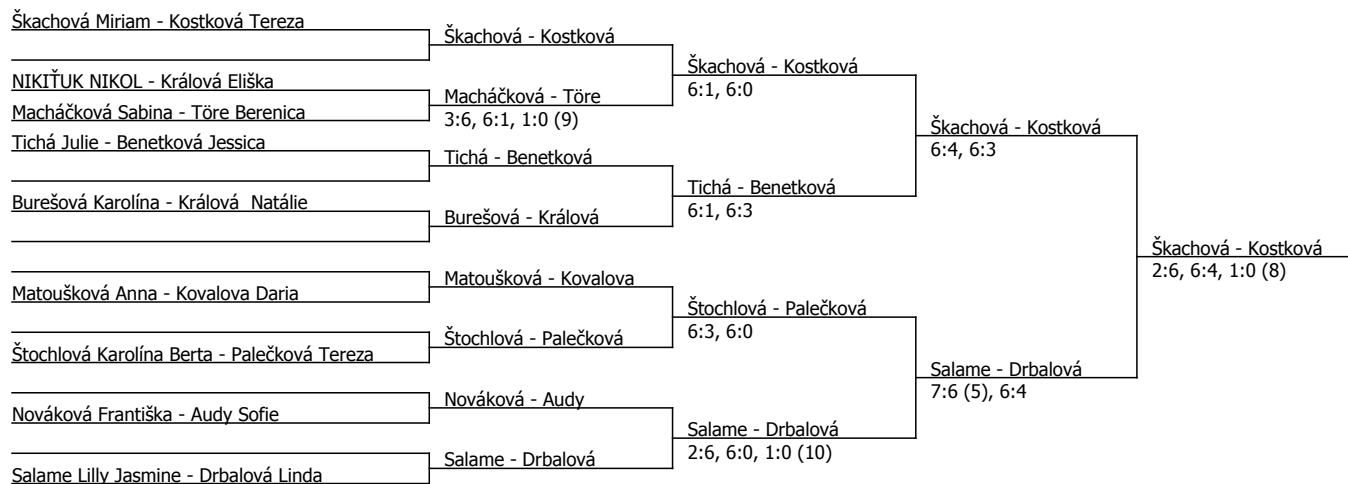 Škachová Miriam - Kostková Tereza
NIKIŤUK NIKOL - Králová Eliška
Macháčková Sabina - Töre Berenica
Tichá Julie - Benetková Jessica
Burešová Karolína - Králová  Natálie
Matoušková Anna - Kovalova Daria
Štochlová Karolína Berta - Palečková Tereza
Nováková Františka - Audy Sofie
Salame Lilly Jasmine - Drbalová Linda
Škachová - Kostková
Macháčková - Töre
3:6, 6:1, 1:0 (9)
Tichá - Benetková
Burešová - Králová
Matoušková - Kovalova
Štochlová - Palečková
Nováková - Audy
Salame - Drbalová
Škachová - Kostková
6:1, 6:0
Tichá - Benetková
6:1, 6:3
Štochlová - Palečková
6:3, 6:0
Salame - Drbalová
2:6, 6:0, 1:0 (10)
Škachová - Kostková
6:4, 6:3
Salame - Drbalová
7:6 (5), 6:4
Škachová - Kostková
2:6, 6:4, 1:0 (8)